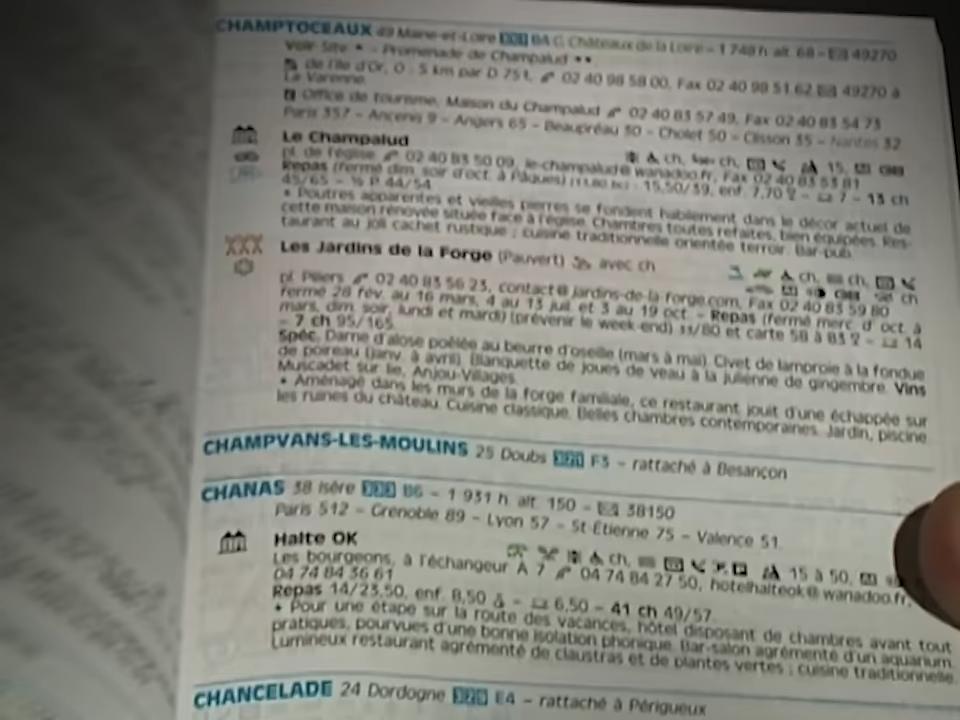 CHAMPTOCEAUX 49 Maine-et-Loire B4 G. Châteaux de la Loire – 1 748 h alt. 68 – 49270
Voir Site * - Promenade de Champalud **
de l'Ile d'Or, O : 5 km par D 751, 02 40 98 58 00, Fax 02 40 98 51 62 49270 à
La Varenne
Office de tourisme, Maison du Champalud 02 40 83 57 49, Fax 02 40 83 54 73
Paris 357 – Ancenis 9 – Angers 65 – Beaupréau 30 – Cholet 50 – Clisson 35 – Nantes 32
Le Champalud
ch, ch, 15,
pl. de l'église 02 40 83 50 09, le-champalud@wanadoo.fr, Fax 02 40 83 53 81
Repas (fermé dim. soir d'oct. à Pâques) (11,80 bc) - 15,50/39, enf. 7,70 – 7 – 13 ch
45/65 – ½ P 44/54
• Poutres apparentes et vieilles pierres se fondent habilement dans le décor actuel de
cette maison rénovée située face à l'église. Chambres toutes refaites, bien équipées. Res-
taurant au joli cachet rustique ; cuisine traditionnelle orientée terroir. Bar-pub.
XXX Les Jardins de la Forge (Pauvert) avec ch
ch, ch,
ch
pl. Piliers 02 40 83 56 23, contact@jardins-de-la-forge.com, Fax 02 40 83 59 80
fermé 28 fév. au 16 mars, 4 au 13 juil. et 3 au 19 oct. – Repas (fermé merc. d'oct. à
mars, dim. soir, lundi et mardi) (prévenir le week-end) 33/80 et carte 58 à 83 – 14
– 7 ch 95/165
Spéc. Darne d'alose poêlée au beurre d'oseille (mars à mai). Civet de lamproie à la fondue
de poireau (janv. à avril). Blanquette de joues de veau à la julienne de gingembre. Vins
Muscadet sur lie, Anjou-Villages.
• Aménagé dans les murs de la forge familiale, ce restaurant jouit d'une échappée sur
les ruines du château. Cuisine classique. Belles chambres contemporaines. Jardin, piscine
CHAMPVANS-LES-MOULINS 25 Doubs F3 – rattaché à Besançon
CHANAS 38 Isère B6 – 1 931 h alt. 150 – 38150
Paris 512 – Grenoble 89 – Lyon 57 – St-Étienne 75 – Valence 51
Halte OK
ch, P, 15 à 50,
Les bourgeons, à l'échangeur A 7 04 74 84 27 50, hotelhalteok@wanadoo.fr,
04 74 84 36 61
Repas 14/23,50, enf. 8,50 – 6,50 – 41 ch 49/57
• Pour une étape sur la route des vacances, hôtel disposant de chambres avant tout
pratiques, pourvues d'une bonne isolation phonique. Bar-salon agrémenté d'un aquarium.
Lumineux restaurant agrémenté de claustras et de plantes vertes ; cuisine traditionnelle.
CHANCELADE 24 Dordogne E4 – rattaché à Périgueux